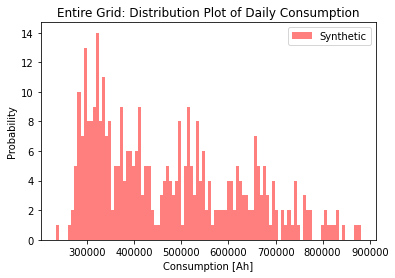 Entire Grid: Distribution Plot of Daily Consumption
Synthetic
14
12
10
8
6
4
2
0
Probability
300000 400000 500000 600000 700000 800000 900000
Consumption [Ah]